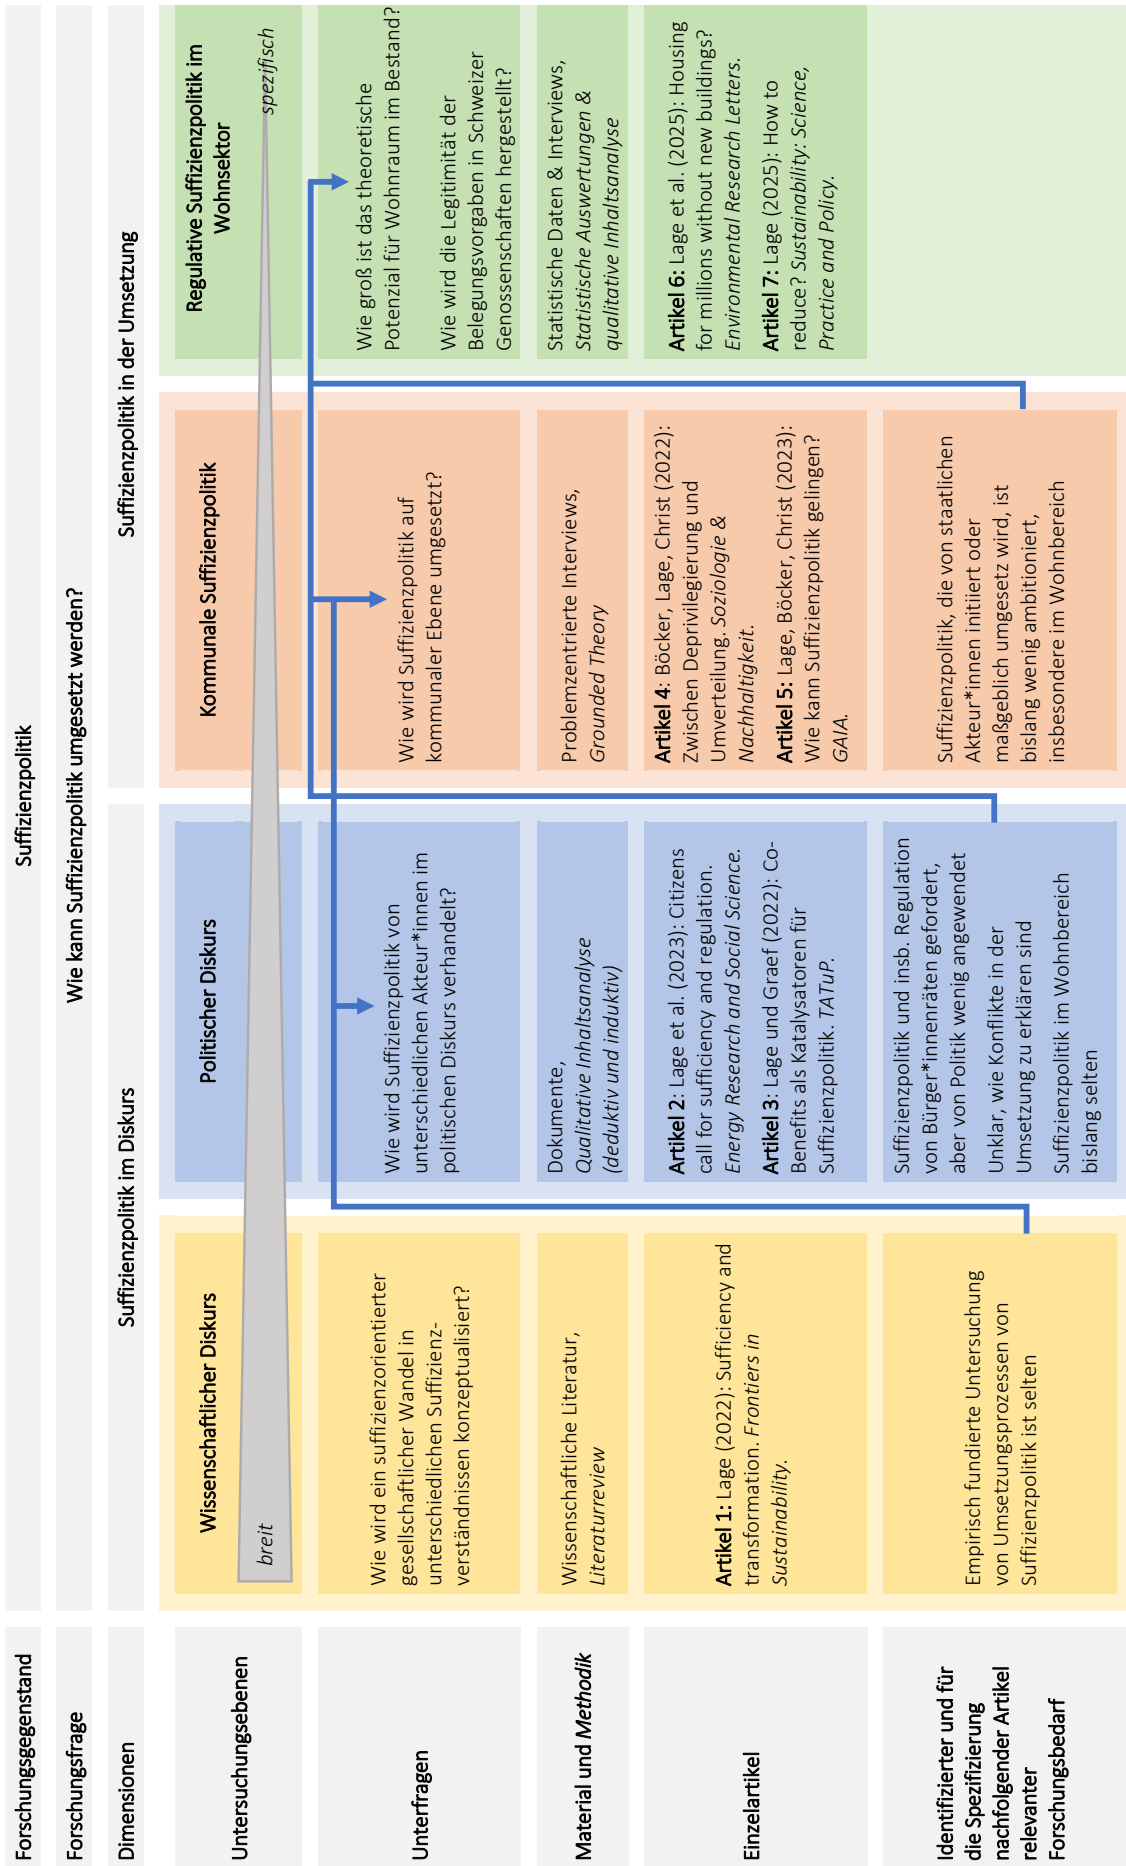 Forschungsgegenstand
Suffizienzpolitik
Forschungsfrage
Wie kann Suffizienzpolitik umgesetzt werden?
Dimensionen
Suffizienzpolitik im Diskurs
Suffizienzpolitik in der Umsetzung
Untersuchungsebenen
Wissenschaftlicher Diskurs
Politischer Diskurs
Kommunale Suffizienzpolitik
Regulative Suffizienzpolitik im
Wohnsektor
breit
spezifisch
Unterfragen
Wie wird ein suffizienzorientierter
gesellschaftlicher Wandel in
unterschiedlichen Suffizienz-
verständnissen konzeptualisiert?
Wie wird Suffizienzpolitik von
unterschiedlichen Akteur*innen im
politischen Diskurs verhandelt?
Wie wird Suffizienzpolitik auf
kommunaler Ebene umgesetzt?
Wie groß ist das theoretische
Potenzial für Wohnraum im Bestand?
Wie wird die Legitimität der
Belegungsvorgaben in Schweizer
Genossenschaften hergestellt?
Material und Methodik
Wissenschaftliche Literatur,
Literaturreview
Dokumente,
Qualitative Inhaltsanalyse
(deduktiv und induktiv)
Problemzentrierte Interviews,
Grounded Theory
Statistische Daten & Interviews,
Statistische Auswertungen &
qualitative Inhaltsanalyse
Einzelartikel
Artikel 1: Lage (2022): Sufficiency and
transformation. Frontiers in
Sustainability.
Artikel 2: Lage et al. (2023): Citizens
call for sufficiency and regulation.
Energy Research and Social Science.
Artikel 3: Lage und Graef (2022): Co-
Benefits als Katalysatoren für
Suffizienzpolitik. TATuP.
Artikel 4: Böcker, Lage, Christ (2022):
Zwischen Deprivilegierung und
Umverteilung. Soziologie &
Nachhaltigkeit.
Artikel 5: Lage, Böcker, Christ (2023):
Wie kann Suffizienzpolitik gelingen?
GAIA.
Artikel 6: Lage et al. (2025): Housing
for millions without new buildings?
Environmental Research Letters.
Artikel 7: Lage (2025): How to
reduce? Sustainability: Science,
Practice and Policy.
Identifizierter und für
die Spezifizierung
nachfolgender Artikel
relevanter
Forschungsbedarf
Empirisch fundierte Untersuchung
von Umsetzungsprozessen von
Suffizienzpolitik ist selten
Suffizienzpolitik und insb. Regulation
von Bürger*innenräten gefordert,
aber von Politik wenig angewendet
Unklar, wie Konflikte in der
Umsetzung zu erklären sind
Suffizienzpolitik im Wohnbereich
bislang selten
Suffizienzpolitik, die von staatlichen
Akteur*innen initiiert oder
maßgeblich umgesetz wird, ist
bislang wenig ambitioniert,
insbesondere im Wohnbereich